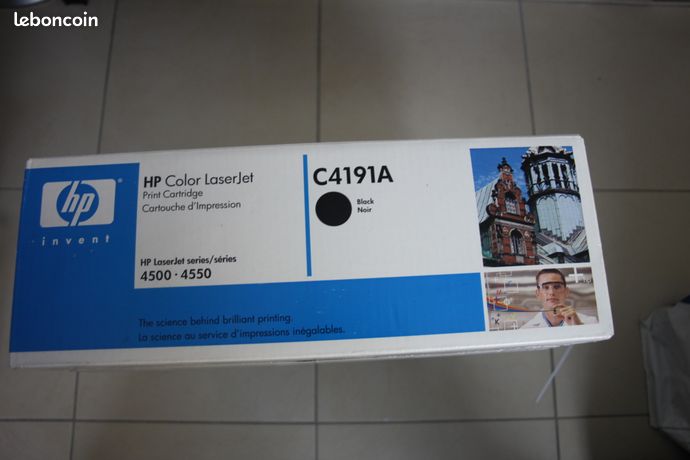 leboncoin
hp
invent
HP Color LaserJet
Print Cartridge
Cartouche d'Impression
HP LaserJet series/séries
4500 · 4550
C4191A
Black
Noir
The science behind brilliant printing.
La science au service d'impressions inégalables.
K